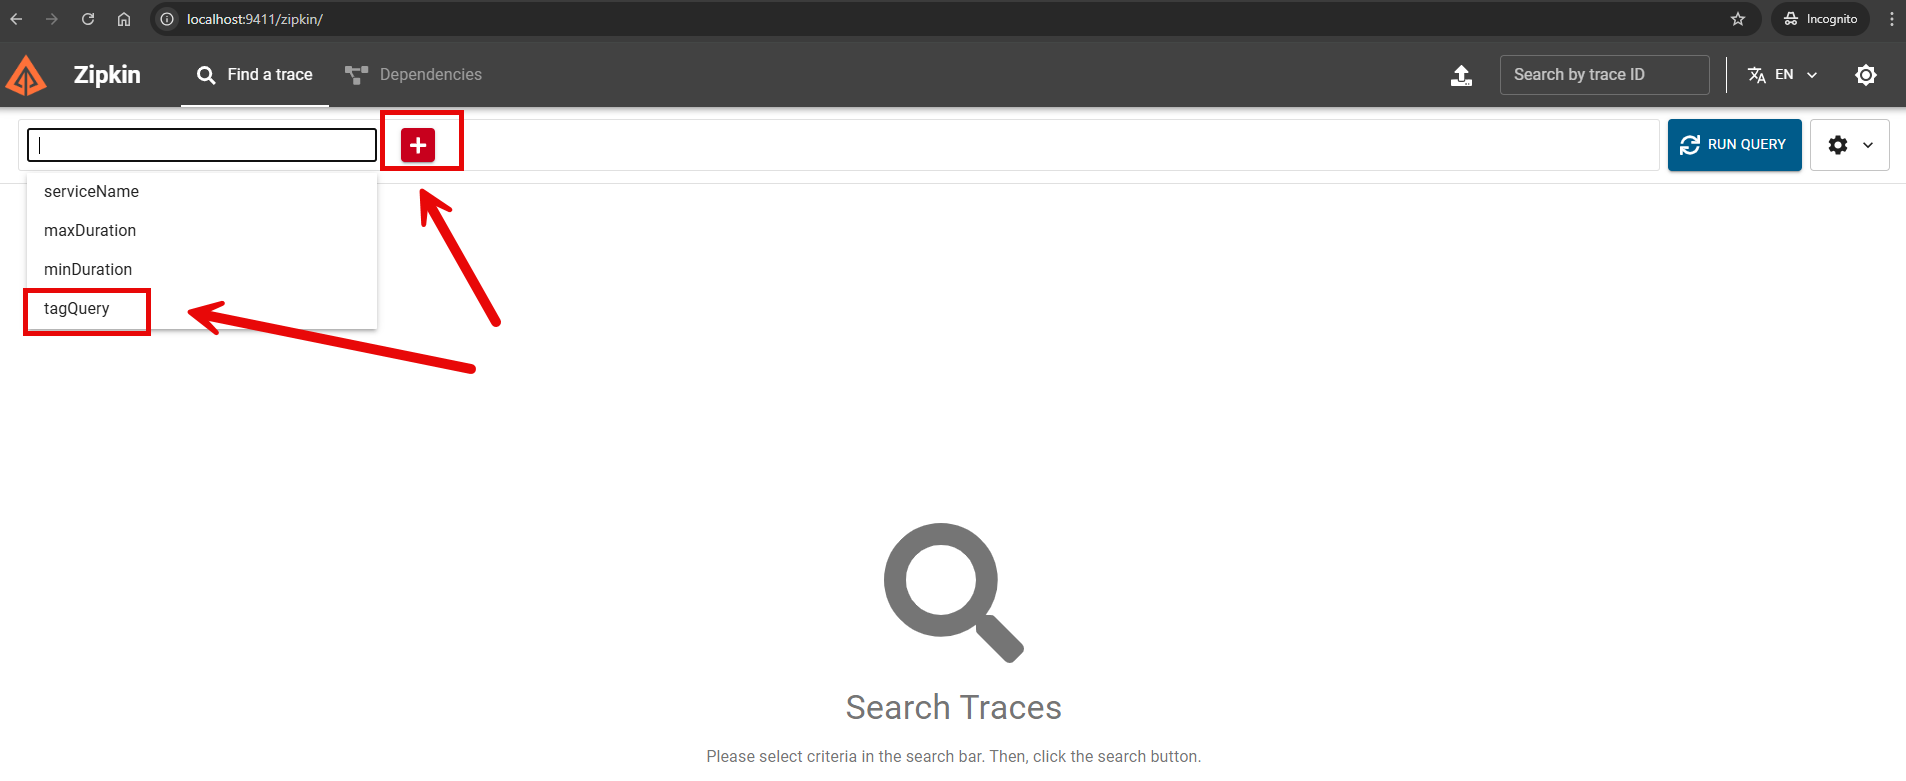 localhost:9411/zipkin/
Incognito
Zipkin
Find a trace
Dependencies
Search by trace ID
EN
RUN QUERY
serviceName
maxDuration
minDuration
tagQuery
Search Traces
Please select criteria in the search bar. Then, click the search button.